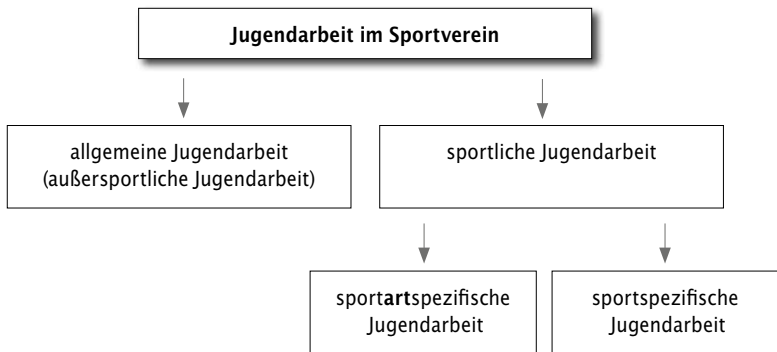 Jugendarbeit im Sportverein
allgemeine Jugendarbeit
(außersportliche Jugendarbeit)
sportliche Jugendarbeit
sportartspezifische
Jugendarbeit
sportspezifische
Jugendarbeit